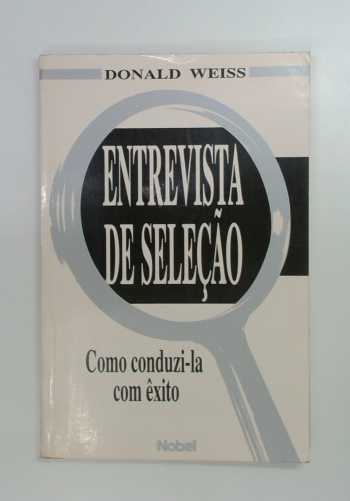 DONALD WEISS
ENTREVISTA
DE SELEÇÃO
Como conduzi-la
com êxito
Nobel